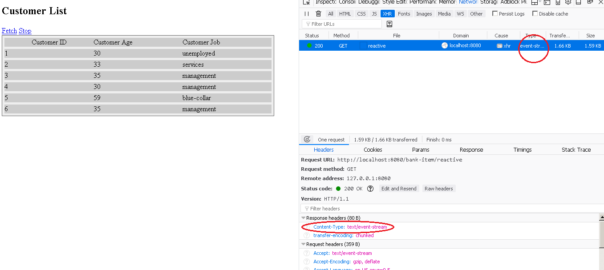 Customer List
Fetch Stop
Customer ID Customer Age Customer Job
1 30 unemployed
2 33 services
3 35 management
4 30 management
5 59 blue-collar
6 35 management
Inspecto Console Debugger Style Editor Performance Memory Network Storage Adblock
All HTML CSS JS XHR Fonts Images Media WS Other Persist Logs Disable cache
Filter URLs
Status Method File Domain Cause Type Transfe... Size
200 GET reactive localhost:8080 xhr event-str... 1.66 KB 1.59 KB
One request 1.59 KB / 1.66 KB transferred Finish: 0 ms
Headers Cookies Params Response Timings Stack Trace
Request URL: http://localhost:8080/bank-item/reactive
Request method: GET
Remote address: 127.0.0.1:8080
Status code: 200 OK Edit and Resend Raw headers
Version: HTTP/1.1
Filter headers
Response headers (80 B)
Content-Type: text/event-stream
transfer-encoding: chunked
Request headers (359 B)
Accept: text/event-stream
Accept-Encoding: gzip, deflate